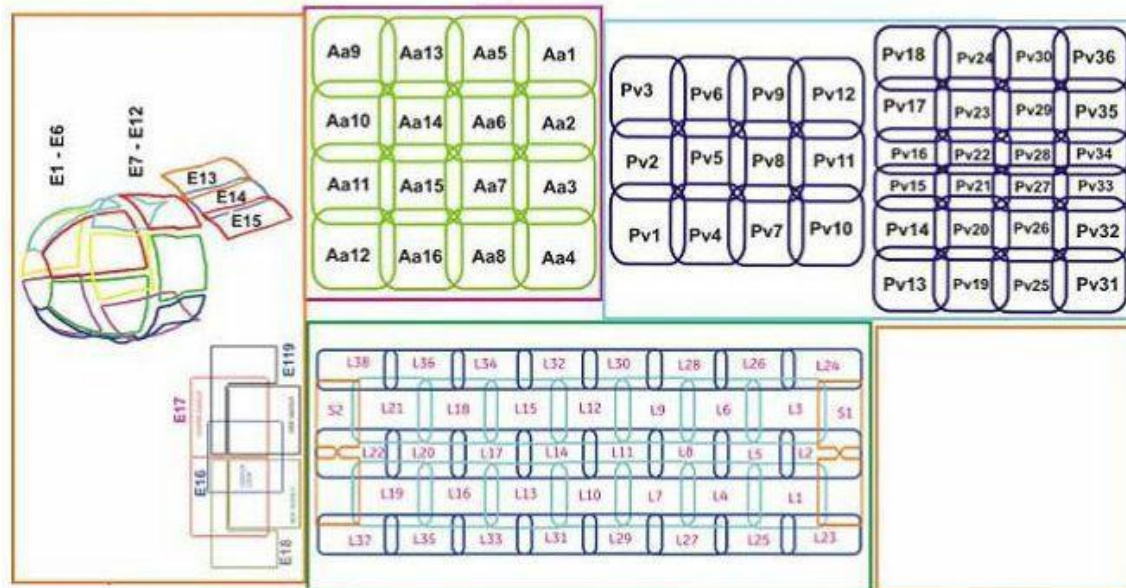 E1 - E6
E7 - E12
E13
E14
E15
E119
E17
E16
E18
Aa9 Aa13 Aa5 Aa1
Aa10 Aa14 Aa6 Aa2
Aa11 Aa15 Aa7 Aa3
Aa12 Aa16 Aa8 Aa4
Pv3 Pv6 Pv9 Pv12
Pv2 Pv5 Pv8 Pv11
Pv1 Pv4 Pv7 Pv10
Pv18 Pv24 Pv30 Pv36
Pv17 Pv23 Pv29 Pv35
Pv16 Pv22 Pv28 Pv34
Pv15 Pv21 Pv27 Pv33
Pv14 Pv20 Pv26 Pv32
Pv13 Pv19 Pv25 Pv31
L38 L36 L34 L32 L30 L28 L26 L24
S2 L21 L18 L15 L12 L9 L6 L3 S1
L22 L20 L17 L14 L11 L8 L5 L2
L19 L16 L13 L10 L7 L4 L1
L37 L35 L33 L31 L29 L27 L25 L23